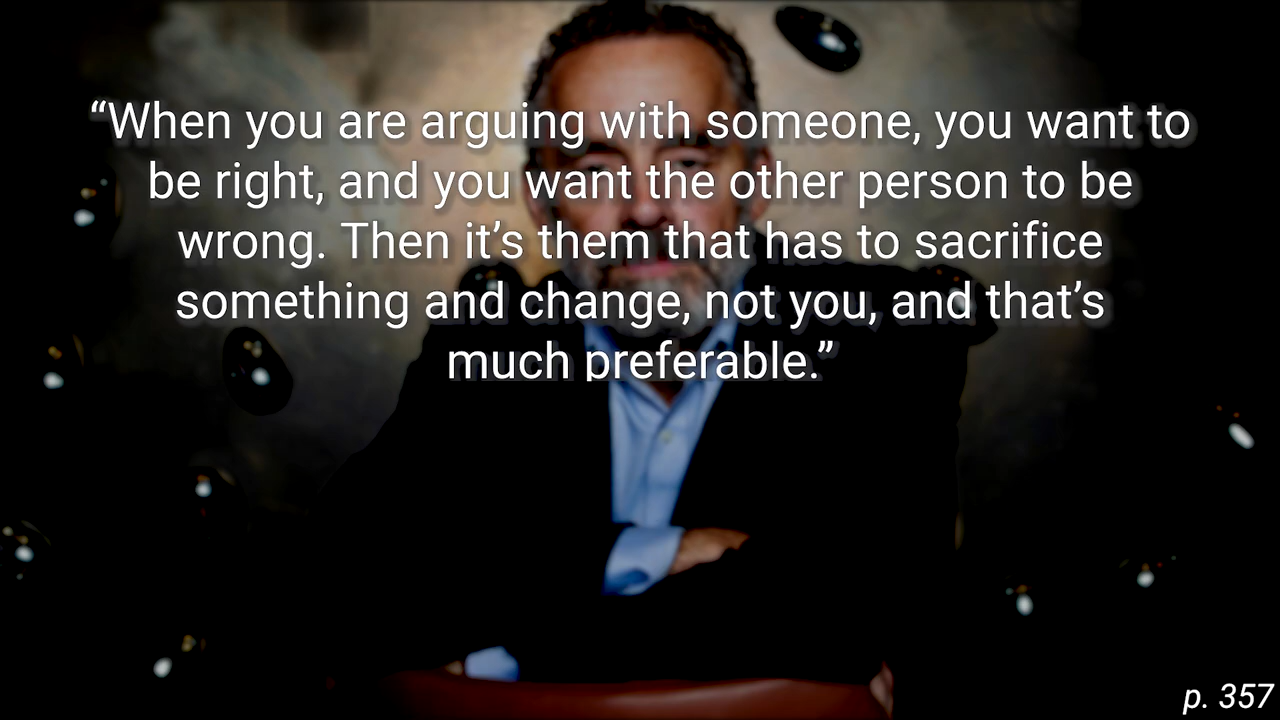 “When you are arguing with someone, you want to
be right, and you want the other person to be
wrong. Then it’s them that has to sacrifice
something and change, not you, and that’s
much preferable.”
p. 357